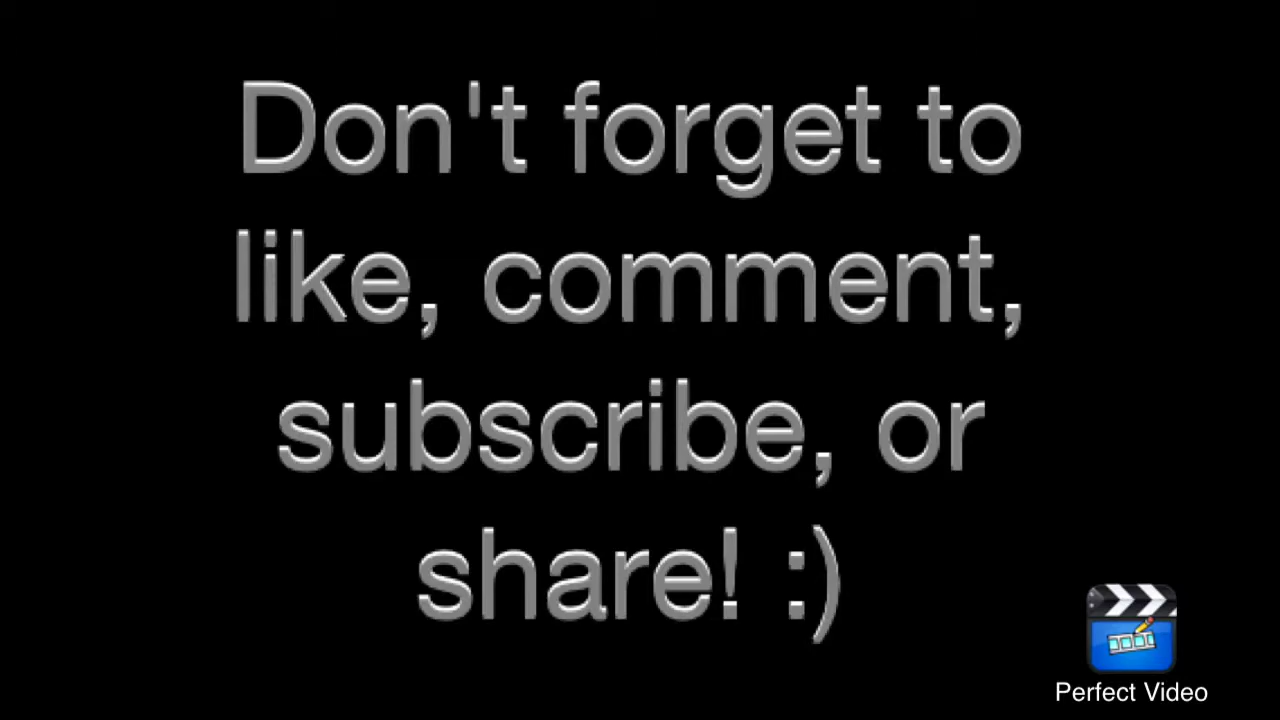 Don't forget to
like, comment,
subscribe, or
share! :)
Perfect Video